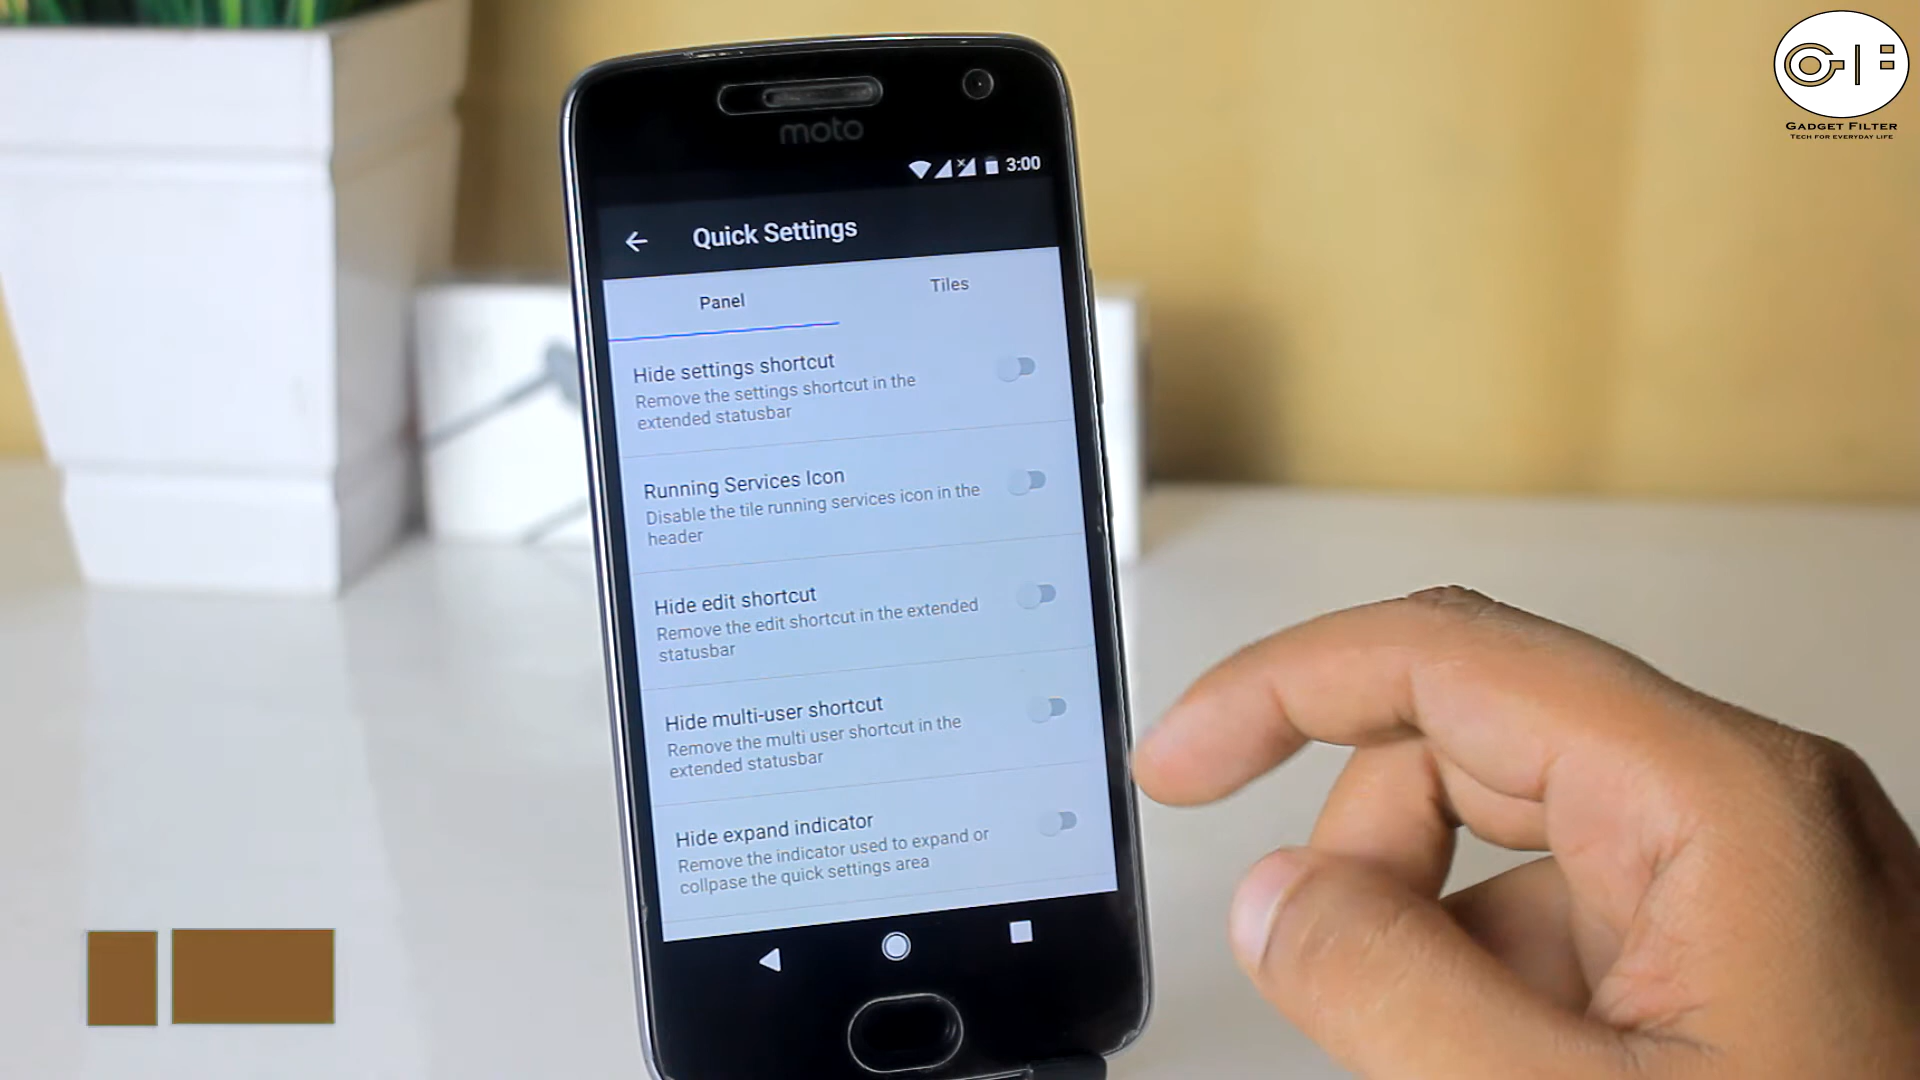 GADGET FILTER
TECH FOR EVERYDAY LIFE
moto
3:00
Quick Settings
Panel
Tiles
Hide settings shortcut
Remove the settings shortcut in the
extended statusbar
Running Services Icon
Disable the tile running services icon in the
header
Hide edit shortcut
Remove the edit shortcut in the extended
statusbar
Hide multi-user shortcut
Remove the multi user shortcut in the
extended statusbar
Hide expand indicator
Remove the indicator used to expand or
collpase the quick settings area